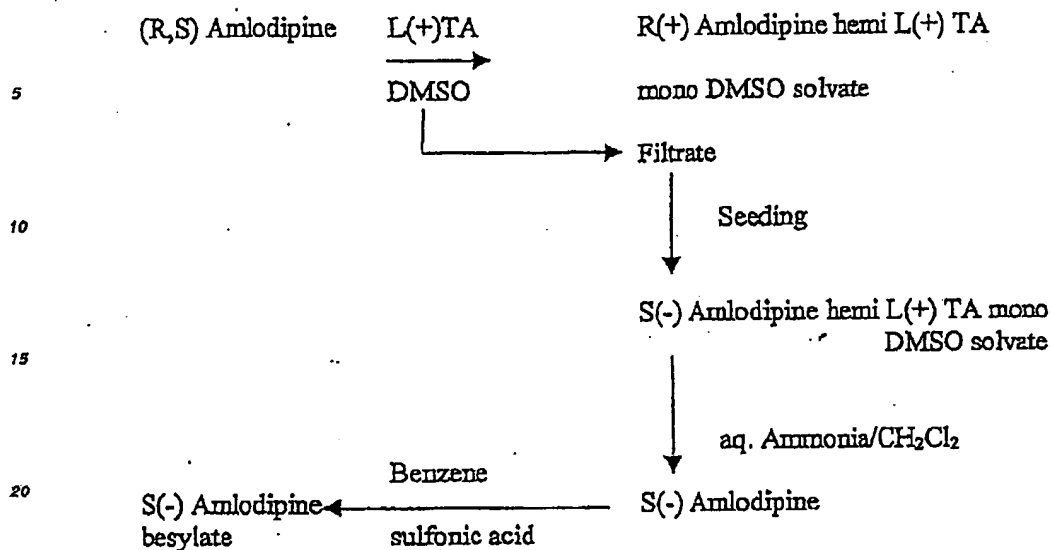 (R,S) Amlodipine L(+)TA R(+) Amlodipine hemi L(+) TA
5 DMSO mono DMSO solvate
Filtrate
10 Seeding
S(-) Amlodipine hemi L(+) TA mono
15 DMSO solvate
aq. Ammonia/CH₂Cl₂
Benzene
20 S(-) Amlodipine S(-) Amlodipine
besylate sulfonic acid